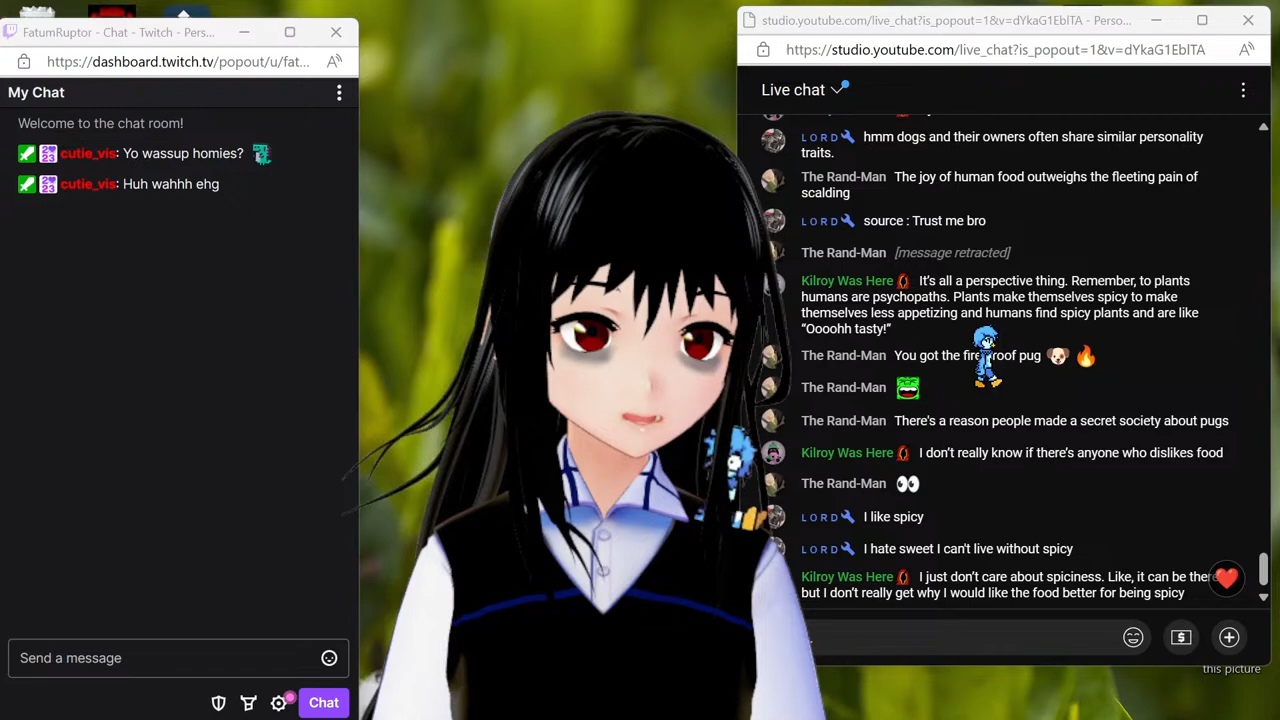 FatumRuptor - Chat - Twitch - Pers...
https://dashboard.twitch.tv/popout/u/fat...
My Chat
Welcome to the chat room!
cutie_vis: Yo wassup homies?
cutie_vis: Huh wahhh ehg
Send a message
Chat
studio.youtube.com/live_chat?is_popout=1&v=dYkaG1EblTA - Perso...
https://studio.youtube.com/live_chat?is_popout=1&v=dYkaG1EblTA
Live chat
L O R D hmm dogs and their owners often share similar personality
traits.
The Rand-Man The joy of human food outweighs the fleeting pain of
scalding
L O R D source : Trust me bro
The Rand-Man [message retracted]
Kilroy Was Here It's all a perspective thing. Remember, to plants
humans are psychopaths. Plants make themselves spicy to make
themselves less appetizing and humans find spicy plants and are like
“Oooohh tasty!”
The Rand-Man You got the fireproof pug 🐶 🔥
The Rand-Man
The Rand-Man There's a reason people made a secret society about pugs
Kilroy Was Here I don't really know if there's anyone who dislikes food
The Rand-Man 👀
L O R D I like spicy
L O R D I hate sweet I can't live without spicy
Kilroy Was Here I just don't care about spiciness. Like, it can be there
but I don't really get why I would like the food better for being spicy
this picture